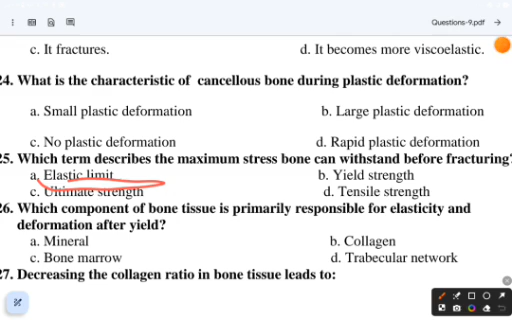 Questions-9.pdf
c. It fractures. d. It becomes more viscoelastic.
24. What is the characteristic of cancellous bone during plastic deformation?
a. Small plastic deformation b. Large plastic deformation
c. No plastic deformation d. Rapid plastic deformation
25. Which term describes the maximum stress bone can withstand before fracturing?
a. Elastic limit b. Yield strength
c. Ultimate strength d. Tensile strength
26. Which component of bone tissue is primarily responsible for elasticity and
deformation after yield?
a. Mineral b. Collagen
c. Bone marrow d. Trabecular network
27. Decreasing the collagen ratio in bone tissue leads to: